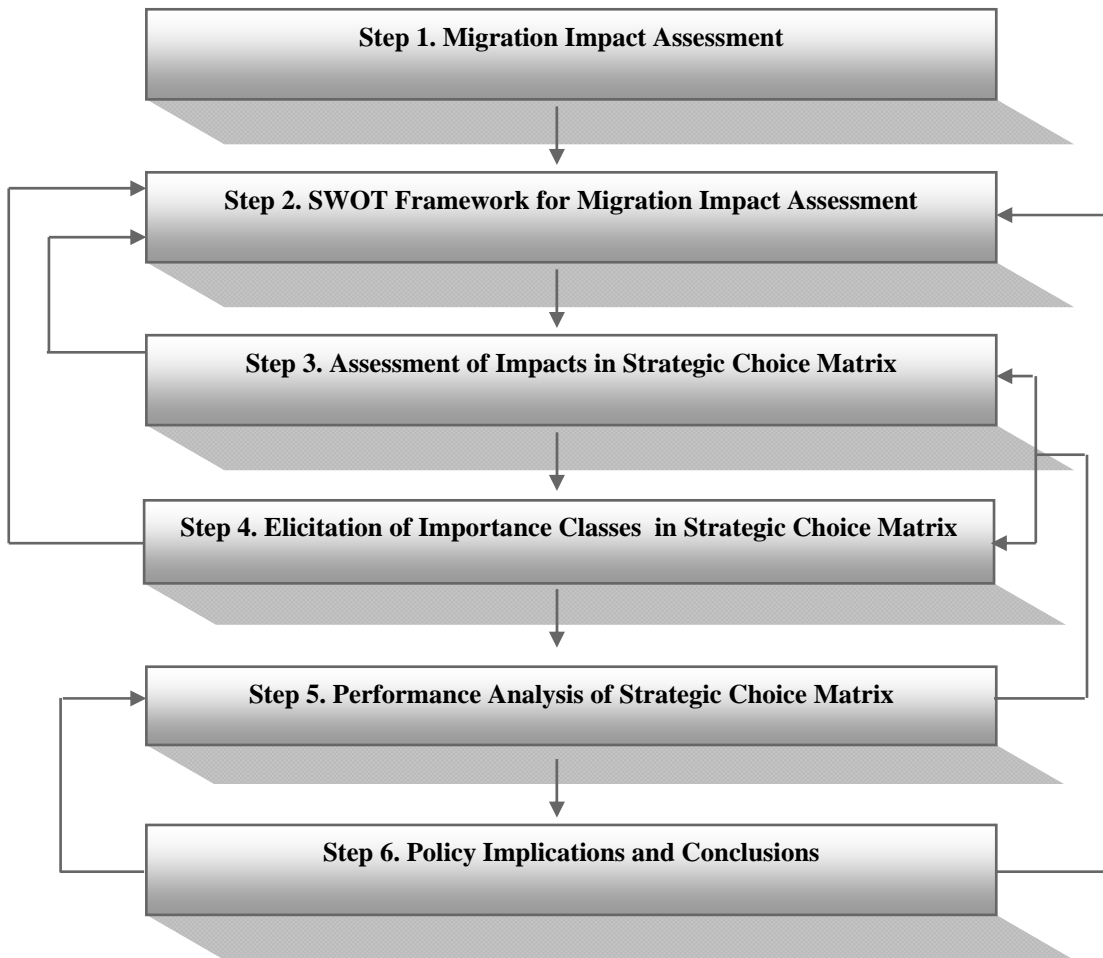 Step 1. Migration Impact Assessment
Step 2. SWOT Framework for Migration Impact Assessment
Step 3. Assessment of Impacts in Strategic Choice Matrix
Step 4. Elicitation of Importance Classes  in Strategic Choice Matrix
Step 5. Performance Analysis of Strategic Choice Matrix
Step 6. Policy Implications and Conclusions